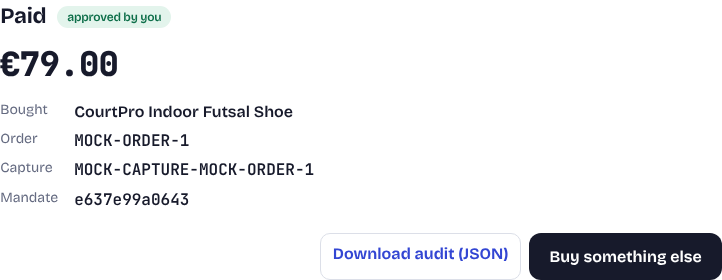 Paid approved by you
€79.00
Bought CourtPro Indoor Futsal Shoe
Order MOCK-ORDER-1
Capture MOCK-CAPTURE-MOCK-ORDER-1
Mandate e637e99a0643
Download audit (JSON) Buy something else